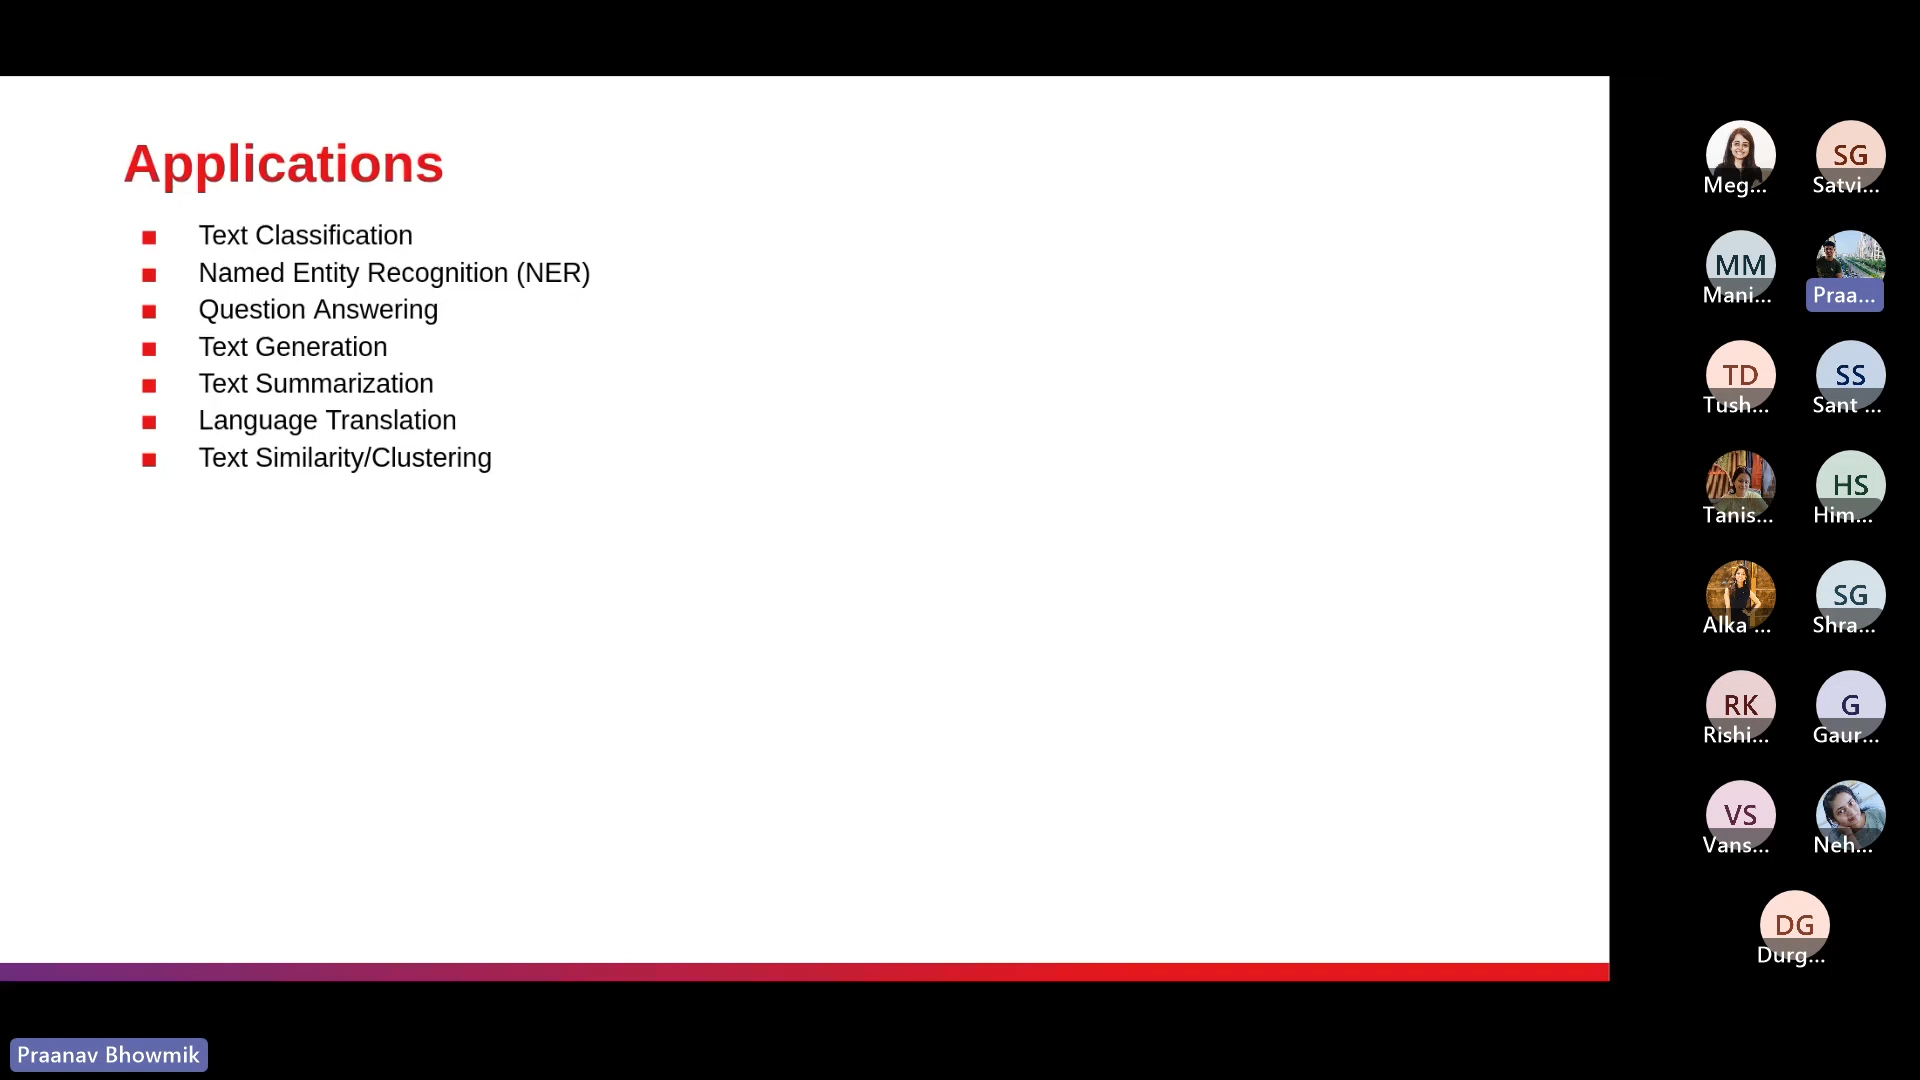 Applications
Text Classification
Named Entity Recognition (NER)
Question Answering
Text Generation
Text Summarization
Language Translation
Text Similarity/Clustering
Meg...
SG
Satvi...
MM
Mani...
Praa...
TD
Tush...
SS
Sant ...
Tanis...
HS
Him...
Alka ...
SG
Shra...
RK
Rishi...
G
Gaur...
VS
Vans...
Neh...
DG
Durg...
Praanav Bhowmik